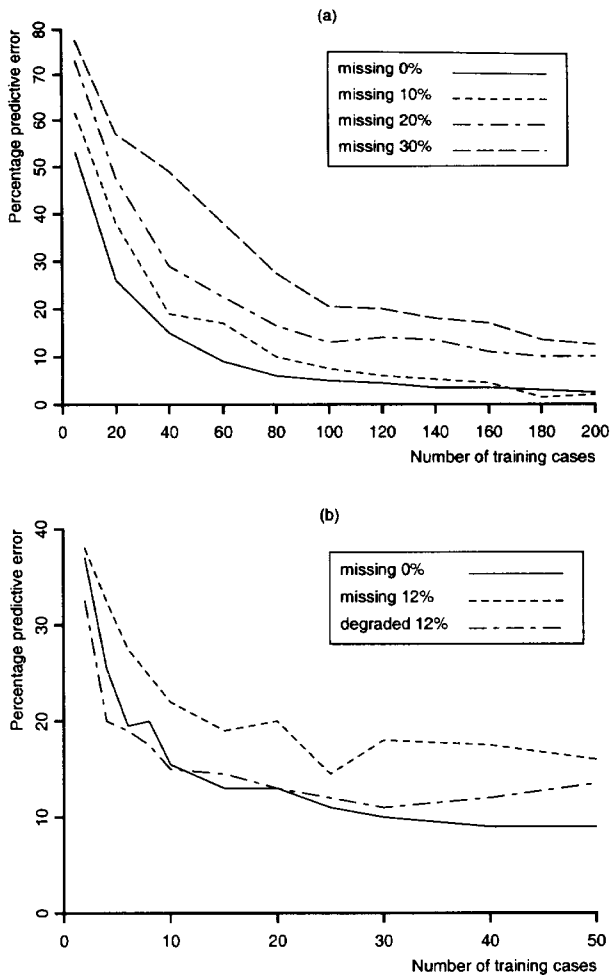 (a)
Percentage predictive error
80
70
60
50
40
30
20
10
0
missing 0%
missing 10%
missing 20%
missing 30%
0 20 40 60 80 100 120 140 160 180 200
Number of training cases
(b)
Percentage predictive error
40
30
20
10
0
missing 0%
missing 12%
degraded 12%
0 10 20 30 40 50
Number of training cases